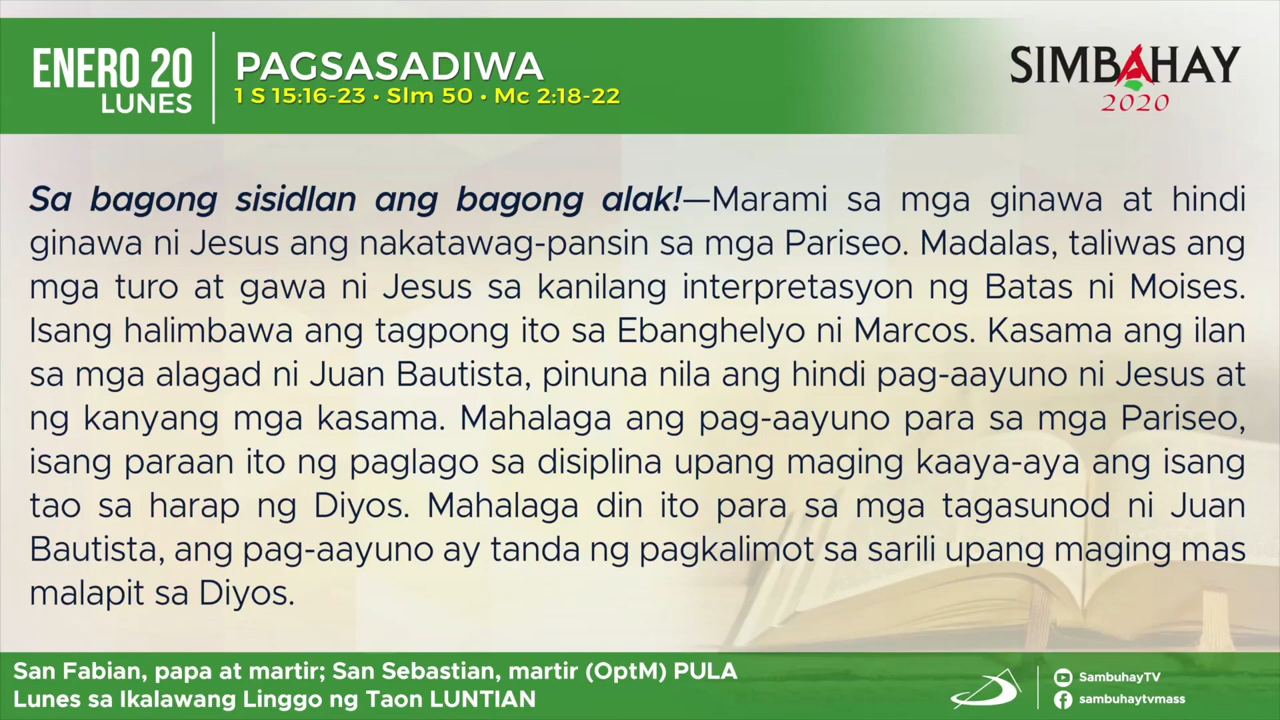 ENERO 20
LUNES
PAGSASADIWA
1 S 15:16-23 • Slm 50 • Mc 2:18-22
SIMBAHAY
2020
Sa bagong sisidlan ang bagong alak!—Marami sa mga ginawa at hindi
ginawa ni Jesus ang nakatawag-pansin sa mga Pariseo. Madalas, taliwas ang
mga turo at gawa ni Jesus sa kanilang interpretasyon ng Batas ni Moises.
Isang halimbawa ang tagpong ito sa Ebanghelyo ni Marcos. Kasama ang ilan
sa mga alagad ni Juan Bautista, pinuna nila ang hindi pag-aayuno ni Jesus at
ng kanyang mga kasama. Mahalaga ang pag-aayuno para sa mga Pariseo,
isang paraan ito ng paglago sa disiplina upang maging kaaya-aya ang isang
tao sa harap ng Diyos. Mahalaga din ito para sa mga tagasunod ni Juan
Bautista, ang pag-aayuno ay tanda ng pagkalimot sa sarili upang maging mas
malapit sa Diyos.
San Fabian, papa at martir; San Sebastian, martir (OptM) PULA
Lunes sa Ikalawang Linggo ng Taon LUNTIAN
SambuhayTV
sambuhaytvmass